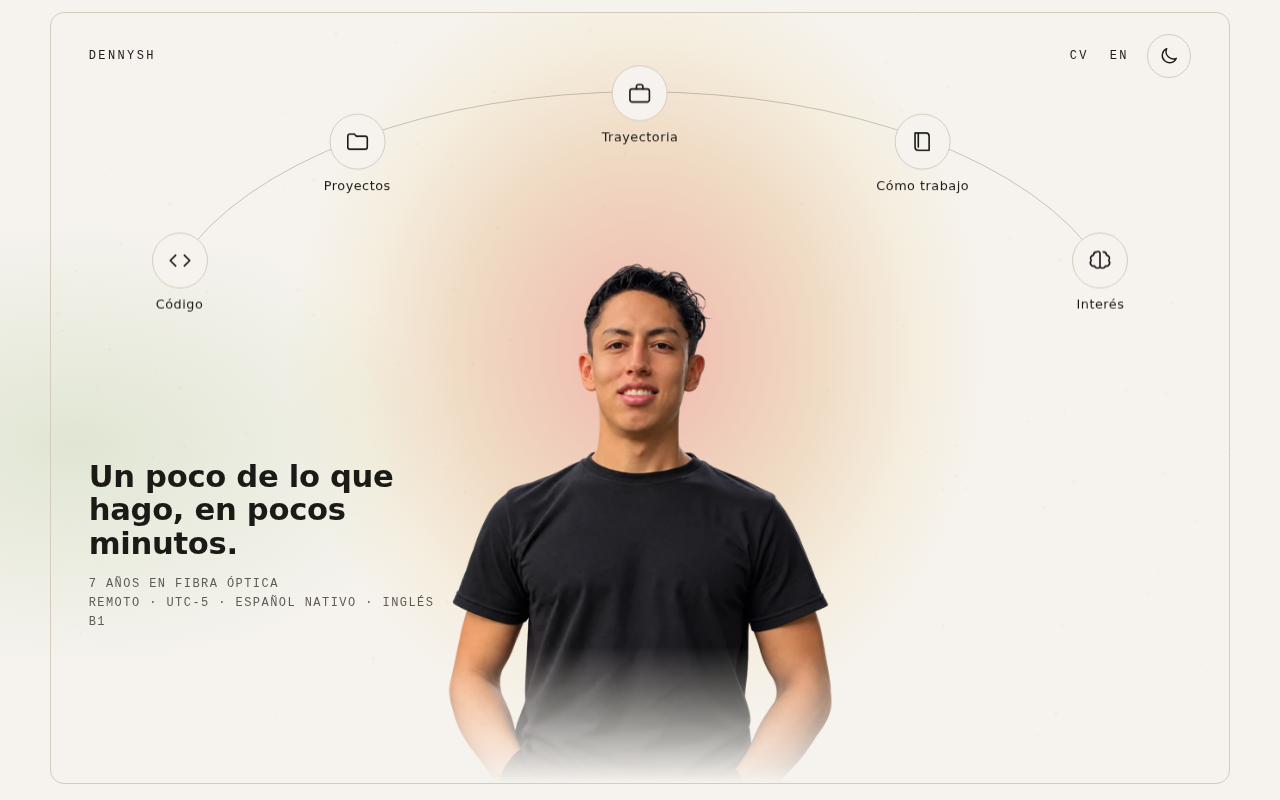 DENNYSH
CV EN
Trayectoria
Proyectos
Cómo trabajo
Código
Interés
Un poco de lo que
hago, en pocos
minutos.
7 AÑOS EN FIBRA ÓPTICA
REMOTO · UTC-5 · ESPAÑOL NATIVO · INGLÉS
B1